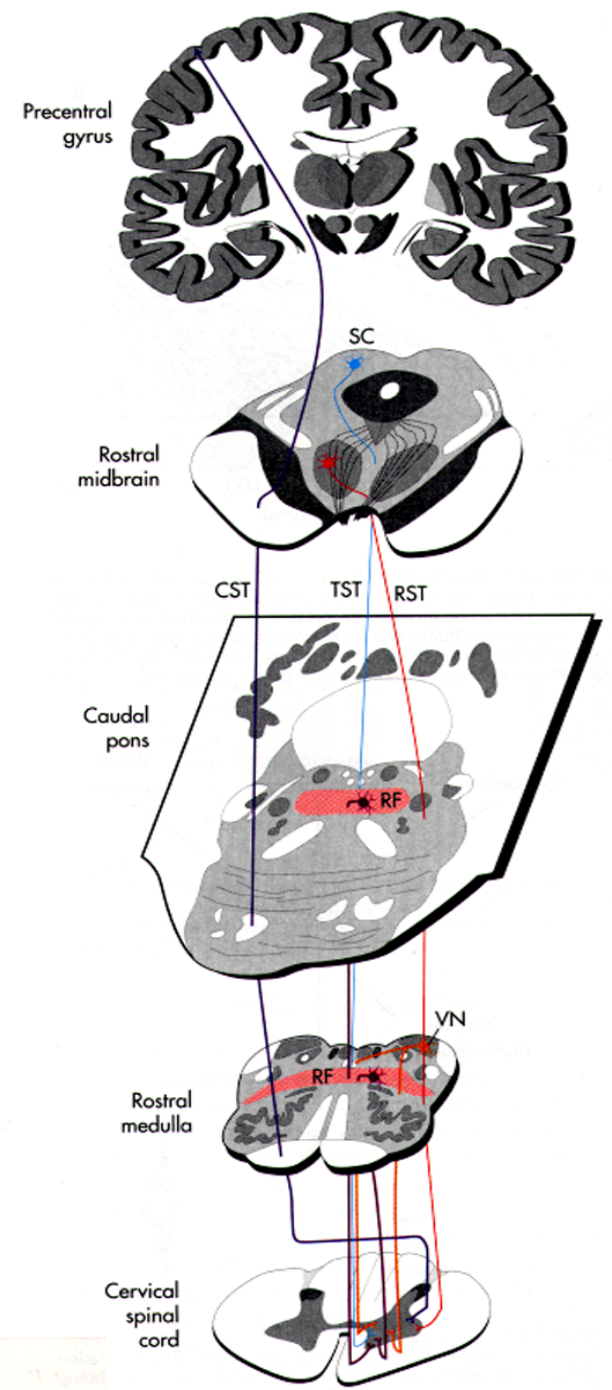 Precentral
gyrus
SC
Rostral
midbrain
CST
TST
RST
Caudal
pons
RF
VN
RF
Rostral
medulla
Cervical
spinal
cord